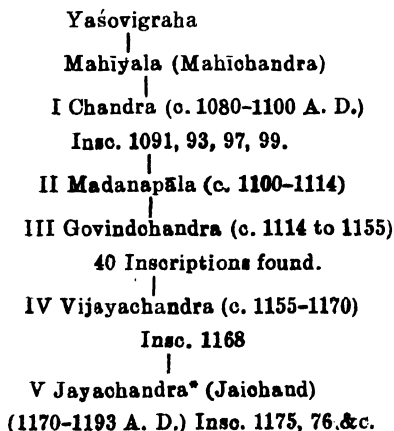 Yaśovigraha
Mahīyala (Mahīchandra)
I Chandra (c. 1080-1100 A. D.)
Insc. 1091, 93, 97, 99.
II Madanapāla (c. 1100-1114)
III Govindchandra (c. 1114 to 1155)
40 Inscriptions found.
IV Vijayachandra (c. 1155-1170)
Insc. 1168
V Jayachandra* (Jaichand)
(1170-1193 A. D.) Insc. 1175, 76,&c.